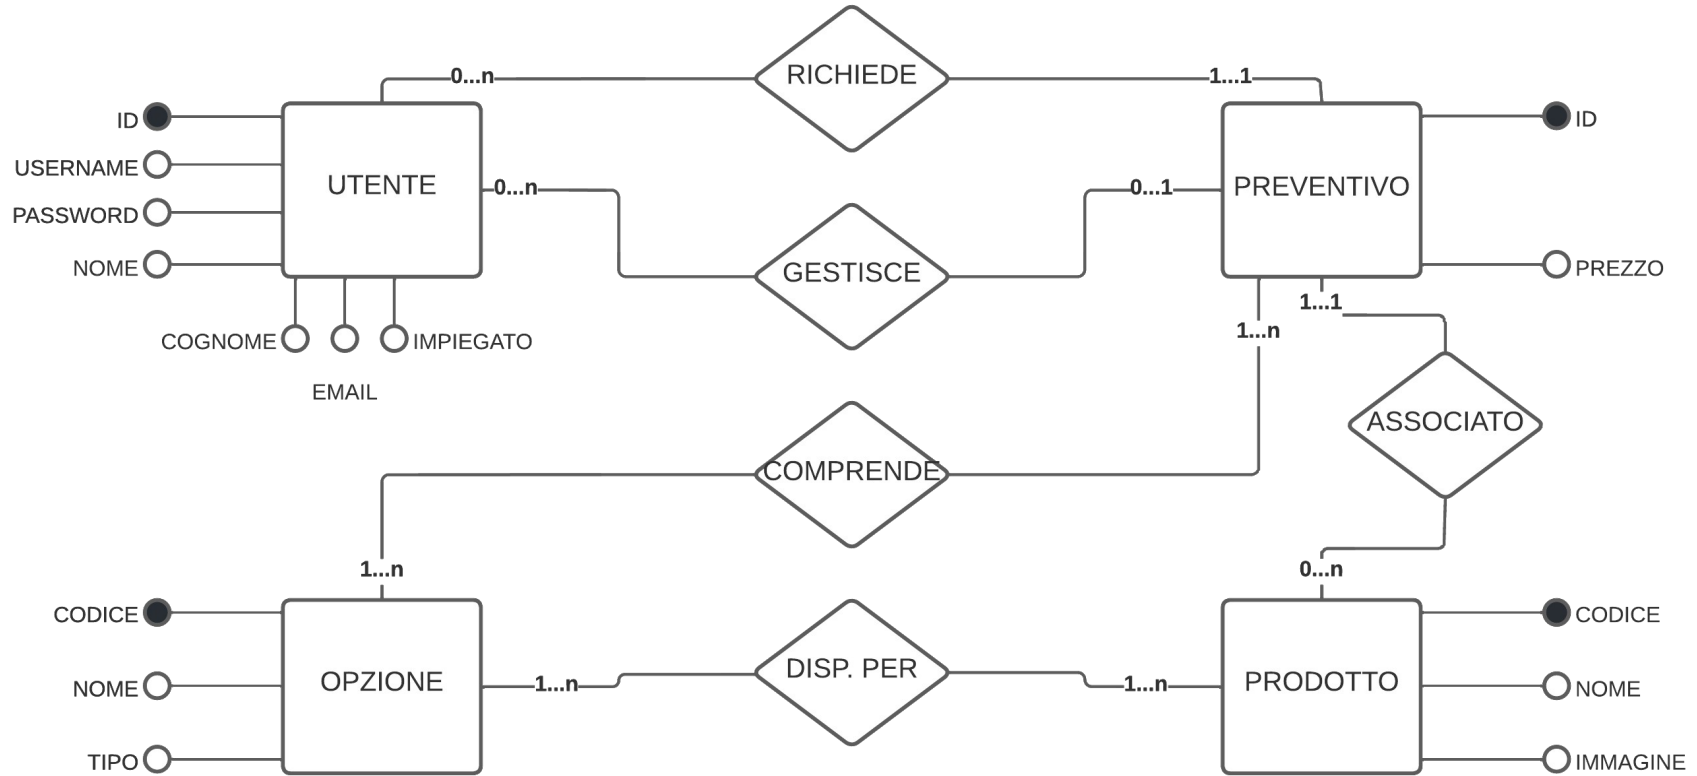 RICHIEDE
0...n
1...1
ID
USERNAME
PASSWORD
NOME
UTENTE
COGNOME
EMAIL
IMPIEGATO
0...n
GESTISCE
0...1
PREVENTIVO
ID
PREZZO
1...1
1...n
ASSOCIATO
COMPRENDE
1...n
0...n
CODICE
NOME
TIPO
OPZIONE
1...n
DISP. PER
1...n
PRODOTTO
CODICE
NOME
IMMAGINE